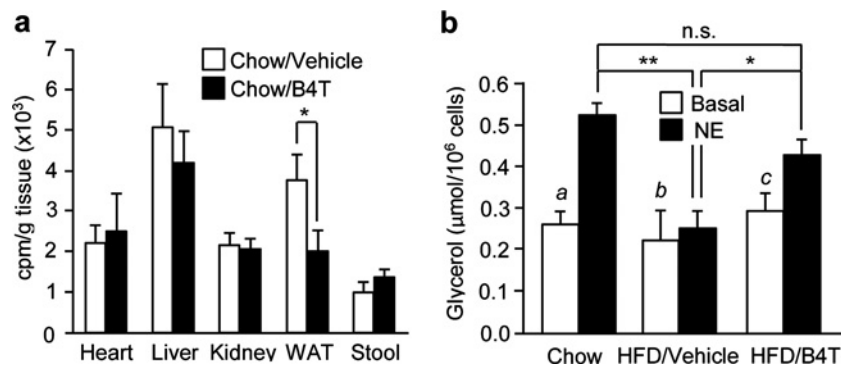 a
7
6
5
4
3
2
1
0
cpm/g tissue (x10³)
Chow/Vehicle
Chow/B4T
*
Heart Liver Kidney WAT Stool
b
n.s.
** *
0.6
0.5
0.3
0.3
0.2
0.1
0.0
Glycerol (μmol/10⁶ cells)
Basal
NE
a b c
Chow HFD/Vehicle HFD/B4T